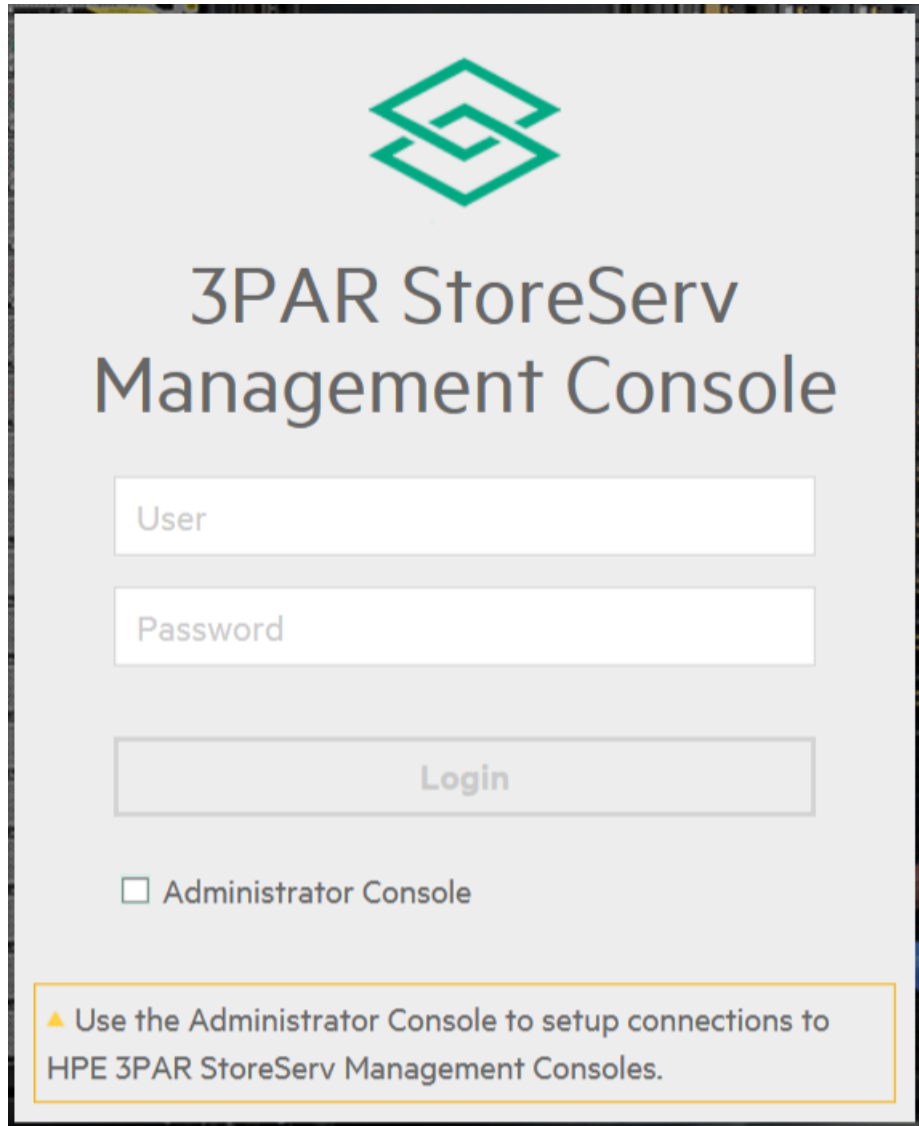 3PAR StoreServ
Management Console
User
Password
Login
Administrator Console
Use the Administrator Console to setup connections to
HPE 3PAR StoreServ Management Consoles.